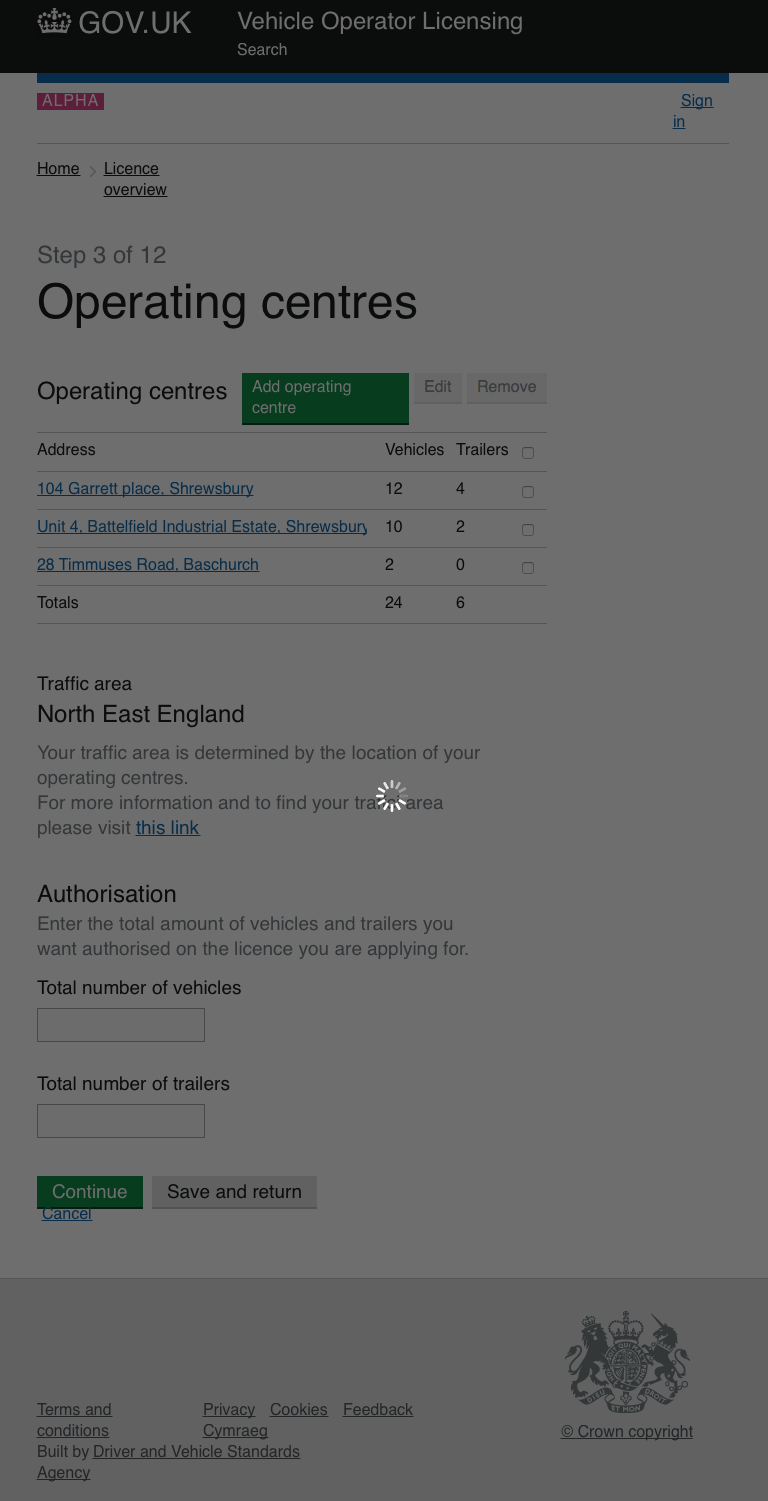 GOV.UK
Vehicle Operator Licensing
Search
ALPHA
Sign
in
Home
Licence
overview
Step 3 of 12
Operating centres
Operating centres
Add operating
centre
Edit
Remove
Address Vehicles Trailers
104 Garrett place, Shrewsbury 12 4
Unit 4, Battelfield Industrial Estate, Shrewsbury 10 2
28 Timmuses Road, Baschurch 2 0
Totals 24 6
Traffic area
North East England
Your traffic area is determined by the location of your
operating centres.
For more information and to find your traffic area
please visit this link
Authorisation
Enter the total amount of vehicles and trailers you
want authorised on the licence you are applying for.
Total number of vehicles
Total number of trailers
Continue
Save and return
Cancel
Terms and
conditions
Privacy Cookies Feedback
Cymraeg
Built by Driver and Vehicle Standards
Agency
© Crown copyright